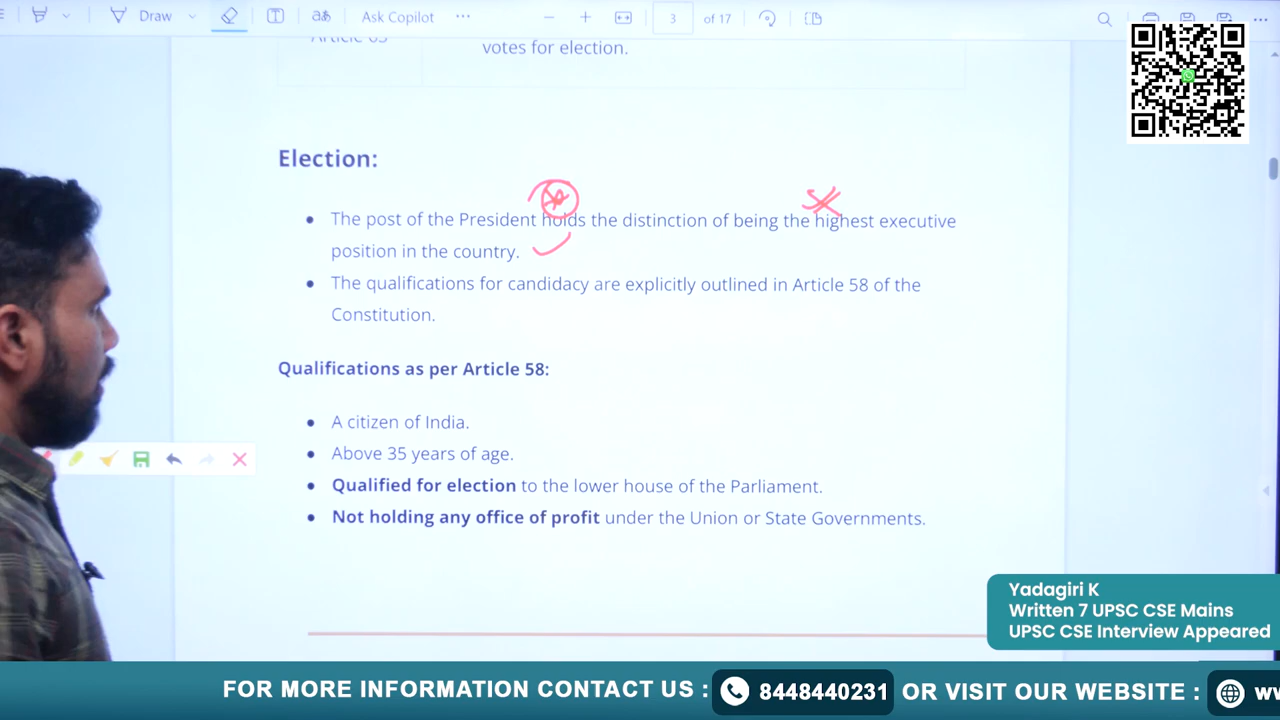 Draw
Ask Copilot
3 of 17
Article 65
votes for election.
Election:
The post of the President holds the distinction of being the highest executive
position in the country.
The qualifications for candidacy are explicitly outlined in Article 58 of the
Constitution.
Qualifications as per Article 58:
A citizen of India.
Above 35 years of age.
Qualified for election to the lower house of the Parliament.
Not holding any office of profit under the Union or State Governments.
Yadagiri K
Written 7 UPSC CSE Mains
UPSC CSE Interview Appeared
FOR MORE INFORMATION CONTACT US : 8448440231 OR VISIT OUR WEBSITE :